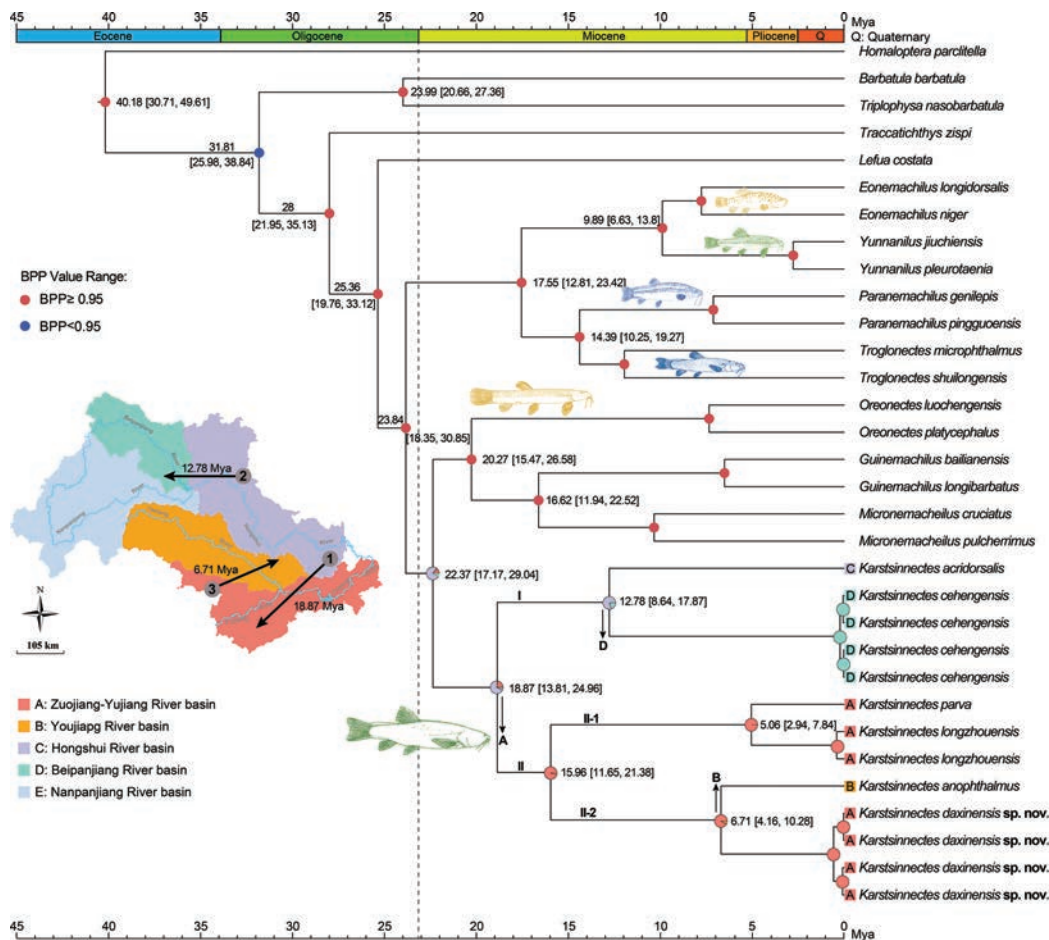 45 40 35 30 25 20 15 10 5 0 Mya
Eocene Oligocene Miocene Pliocene Q Q: Quaternary
Homaloptera parclitella
Barbatula barbatula
23.99 [20.66, 27.36]
40.18 [30.71, 49.61]
Triplophysa nasobarbatula
Traccatichthys zispi
31.81
[25.98, 38.84]
Lefua costata
Eonemachilus longidorsalis
28
[21.95, 35.13]
9.89 [6.63, 13.8]
Eonemachilus niger
Yunnanilus jiuchiensis
Yunnanilus pleurotaenia
BPP Value Range:
BPP≥ 0.95
BPP<0.95
25.36
[19.76, 33.12]
17.55 [12.81, 23.42]
Paranemachilus genilepis
Paranemachilus pingguoensis
14.39 [10.25, 19.27]
Troglonectes microphthalmus
Troglonectes shuilongensis
Oreonectes luochengensis
23.84
[18.35, 30.85]
Oreonectes platycephalus
20.27 [15.47, 26.58]
Guinemachilus bailianensis
Guinemachilus longibarbatus
16.62 [11.94, 22.52]
Micronemacheilus cruciatus
Micronemacheilus pulcherrimus
12.78 Mya
2
1
6.71 Mya
3
18.87 Mya
N
105 km
22.37 [17.17, 29.04]
C Karstsinnectes acridorsalis
I
12.78 [8.64, 17.87]
D Karstsinnectes cehengensis
D Karstsinnectes cehengensis
D
D Karstsinnectes cehengensis
D Karstsinnectes cehengensis
18.87 [13.81, 24.96]
A
A: Zuojiang-Yujiang River basin
B: Youjiapg River basin
C: Hongshui River basin
D: Beipanjiang River basin
E: Nanpanjiang River basin
II-1
A Karstsinnectes parva
5.06 [2.94, 7.84]
A Karstsinnectes longzhouensis
A Karstsinnectes longzhouensis
II
15.96 [11.65, 21.38]
B
B Karstsinnectes anophthalmus
II-2
6.71 [4.16, 10.28]
A Karstsinnectes daxinensis sp. nov.
A Karstsinnectes daxinensis sp. nov.
A Karstsinnectes daxinensis sp. nov.
A Karstsinnectes daxinensis sp. nov.
45 40 35 30 25 20 15 10 5 0 Mya